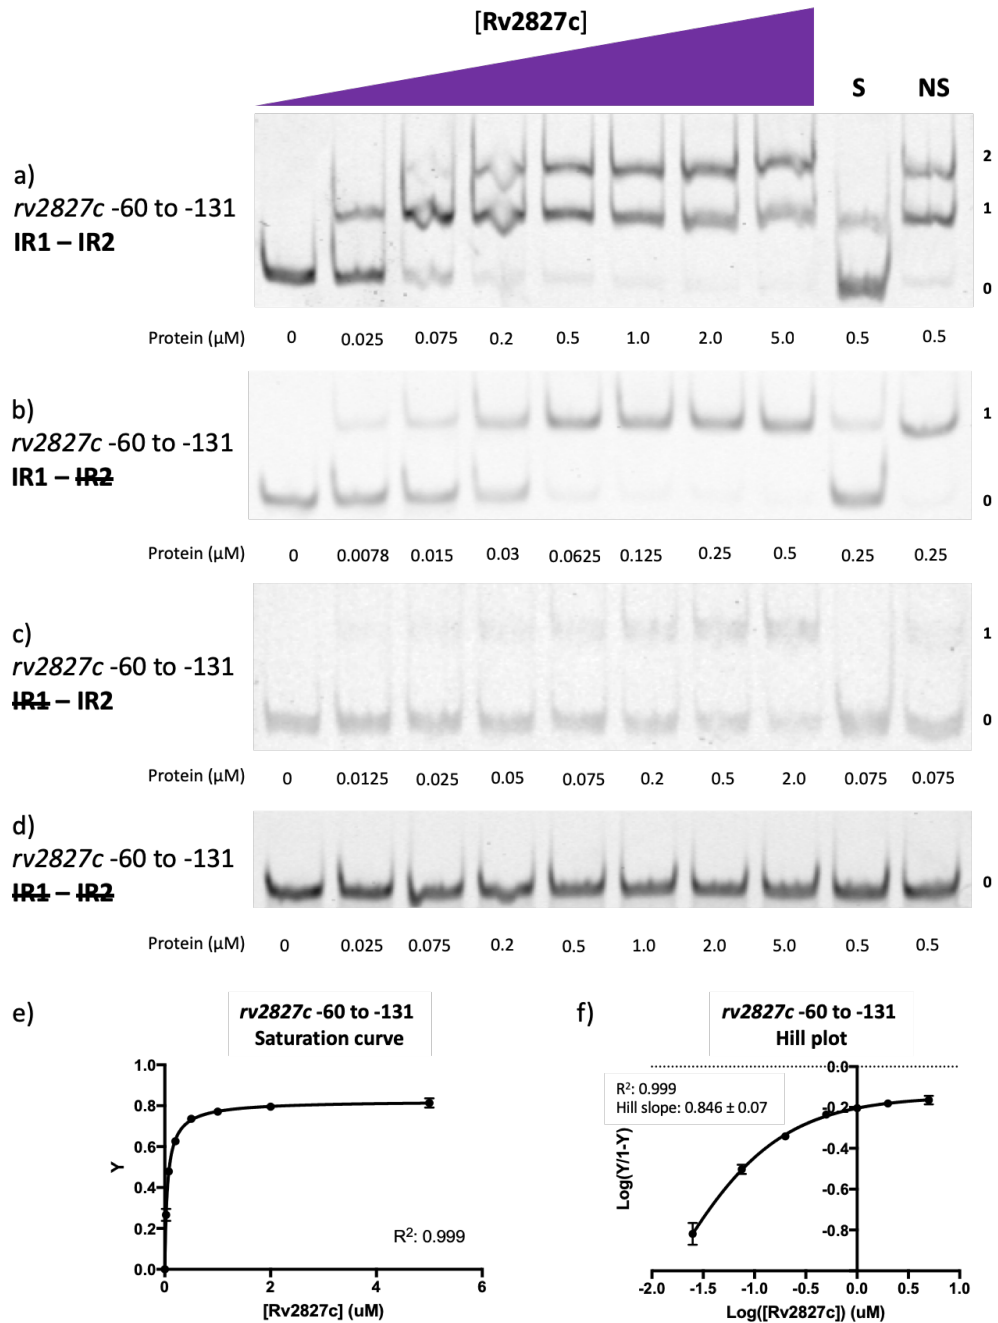 [Rv2827c]
S NS
a)
rv2827c -60 to -131
IR1 – IR2
2
1
0
Protein (µM) 0 0.025 0.075 0.2 0.5 1.0 2.0 5.0 0.5 0.5
b)
rv2827c -60 to -131
IR1 – IR2
1
0
Protein (µM) 0 0.0078 0.015 0.03 0.0625 0.125 0.25 0.5 0.25 0.25
c)
rv2827c -60 to -131
IR1 – IR2
1
0
Protein (µM) 0 0.0125 0.025 0.05 0.075 0.2 0.5 2.0 0.075 0.075
d)
rv2827c -60 to -131
IR1 – IR2
0
Protein (µM) 0 0.025 0.075 0.2 0.5 1.0 2.0 5.0 0.5 0.5
e)
rv2827c -60 to -131
Saturation curve
1.0
0.8
0.6
0.4
0.2
0.0
Y
R²: 0.999
0 2 4 6
[Rv2827c] (uM)
f)
rv2827c -60 to -131
Hill plot
R²: 0.999
Hill slope: 0.846 ± 0.07
0.0
-0.2
-0.4
-0.6
-0.8
Log(Y/1-Y)
-2.0 -1.5 -1.0 -0.5 0.0 0.5 1.0
Log([Rv2827c]) (uM)